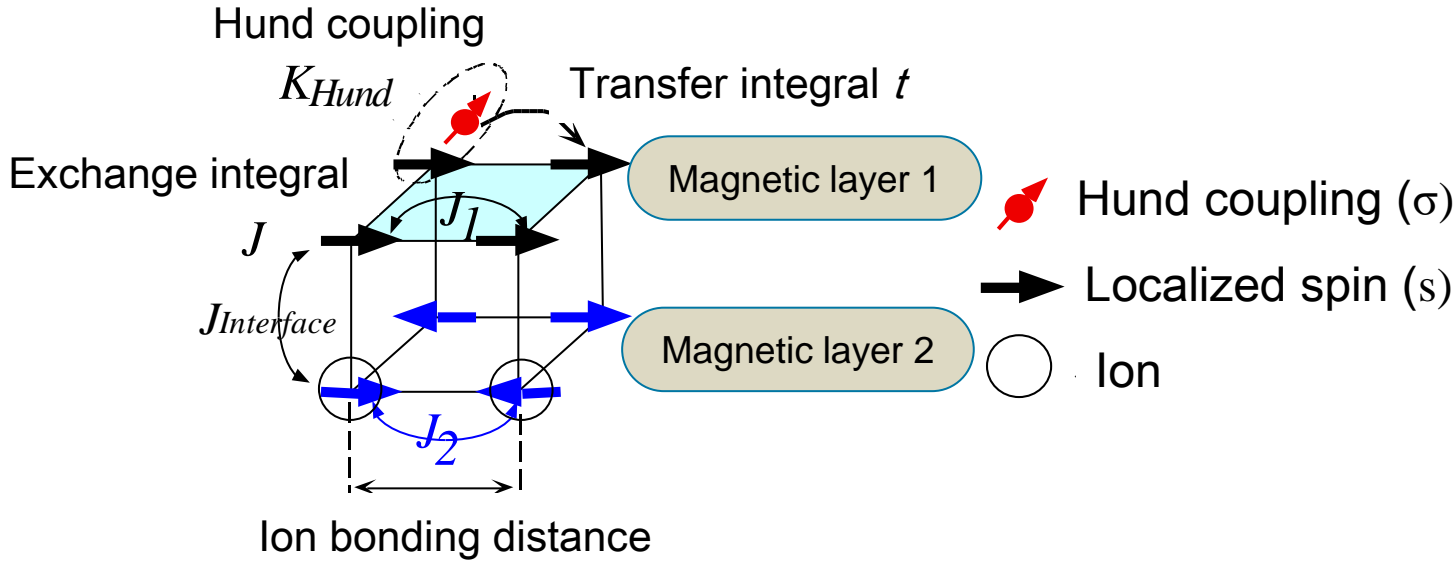 Hund coupling
K_Hund
Transfer integral t
Exchange integral
Magnetic layer 1
J_1
J
Hund coupling (σ)
Localized spin (s)
J_Interface
Magnetic layer 2
Ion
J_2
Ion bonding distance